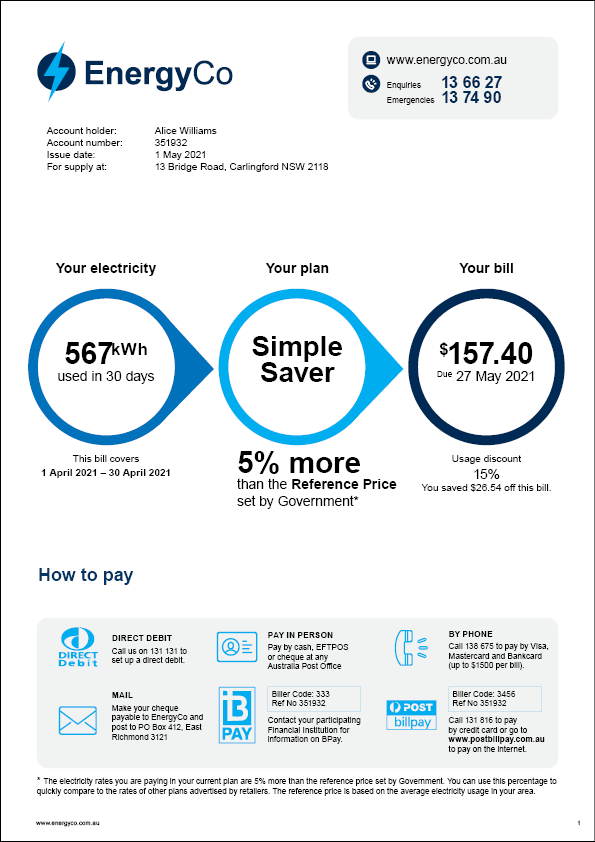 EnergyCo
www.energyco.com.au
Enquiries 13 66 27
Emergencies 13 74 90
Account holder: Alice Williams
Account number: 351932
Issue date: 1 May 2021
For supply at: 13 Bridge Road, Carlingford NSW 2118
Your electricity
567kWh
used in 30 days
This bill covers
1 April 2021 – 30 April 2021
Your plan
Simple
Saver
5% more
than the Reference Price
set by Government*
Your bill
$157.40
Due 27 May 2021
Usage discount
15%
You saved $26.54 off this bill.
How to pay
DIRECT
Debit
DIRECT DEBIT
Call us on 131 131 to
set up a direct debit.
PAY IN PERSON
Pay by cash, EFTPOS
or cheque at any
Australia Post Office
BY PHONE
Call 138 675 to pay by Visa,
Mastercard and Bankcard
(up to $1500 per bill).
MAIL
Make your cheque
payable to EnergyCo and
post to PO Box 412, East
Richmond 3121
B
PAY
Biller Code: 333
Ref No 351932
Contact your participating
Financial Institution for
information on BPay.
POST
billpay
Biller Code: 3456
Ref No 351932
Call 131 816 to pay
by credit card or go to
www.postbillpay.com.au
to pay on the internet.
* The electricity rates you are paying in your current plan are 5% more than the reference price set by Government. You can use this percentage to
quickly compare to the rates of other plans advertised by retailers. The reference price is based on the average electricity usage in your area.
www.energyco.com.au
1